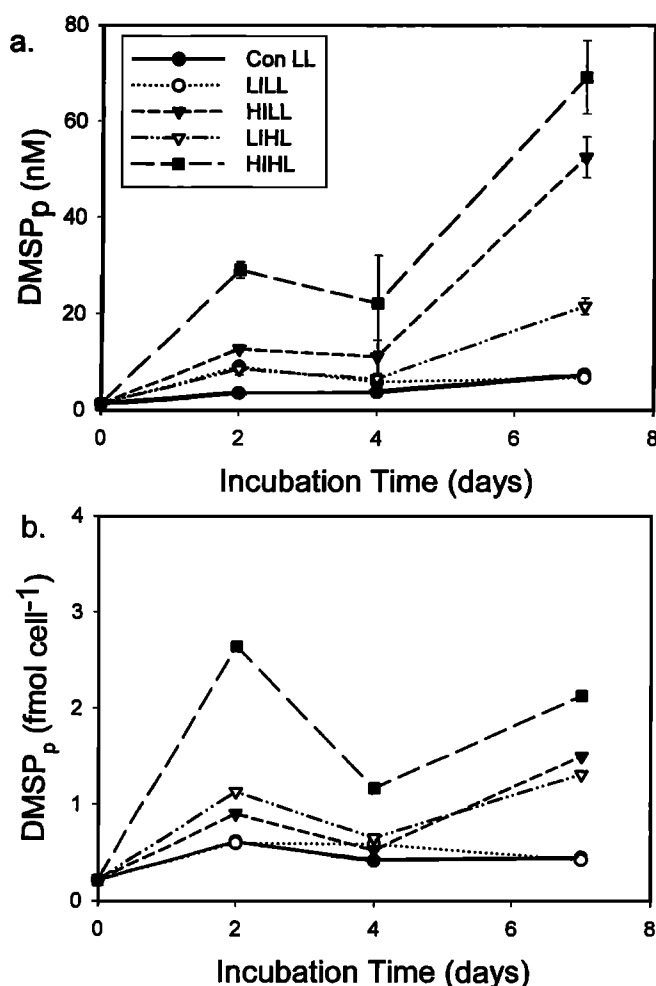 a.
80
60
40
20
0
DMSPp (nM)
Con LL
LILL
HILL
LIHL
HIHL
0 2 4 6 8
Incubation Time (days)
b.
4
3
2
1
0
DMSPp (fmol cell⁻¹)
0 2 4 6 8
Incubation Time (days)